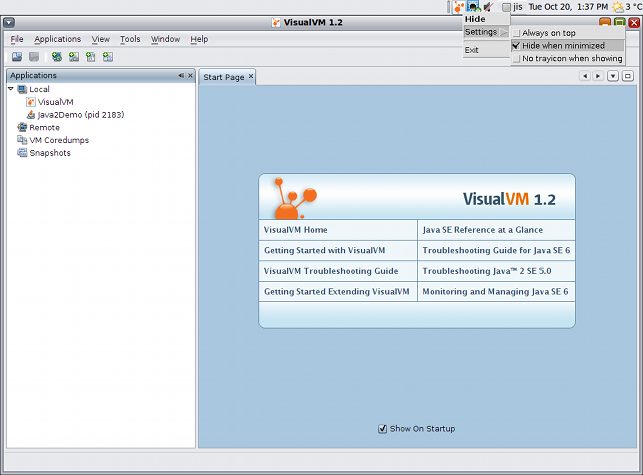 jis Tue Oct 20, 1:37 PM 3 °C
VisualVM 1.2
Hide
Settings
Exit
Always on top
Hide when minimized
No trayicon when showing
File Applications View Tools Window Help
Applications
Start Page
Local
VisualVM
Java2Demo (pid 2183)
Remote
VM Coredumps
Snapshots
VisualVM 1.2
VisualVM Home
Java SE Reference at a Glance
Getting Started with VisualVM
Troubleshooting Guide for Java SE 6
VisualVM Troubleshooting Guide
Troubleshooting Java™ 2 SE 5.0
Getting Started Extending VisualVM
Monitoring and Managing Java SE 6
Show On Startup